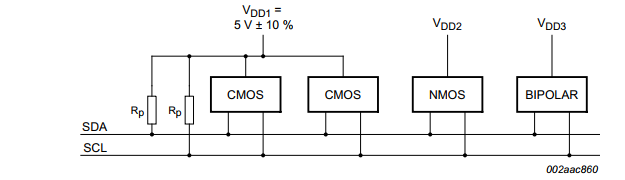 VDD1 =
5 V ± 10 %
VDD2
VDD3
CMOS
CMOS
NMOS
BIPOLAR
Rp
Rp
SDA
SCL
002aac860